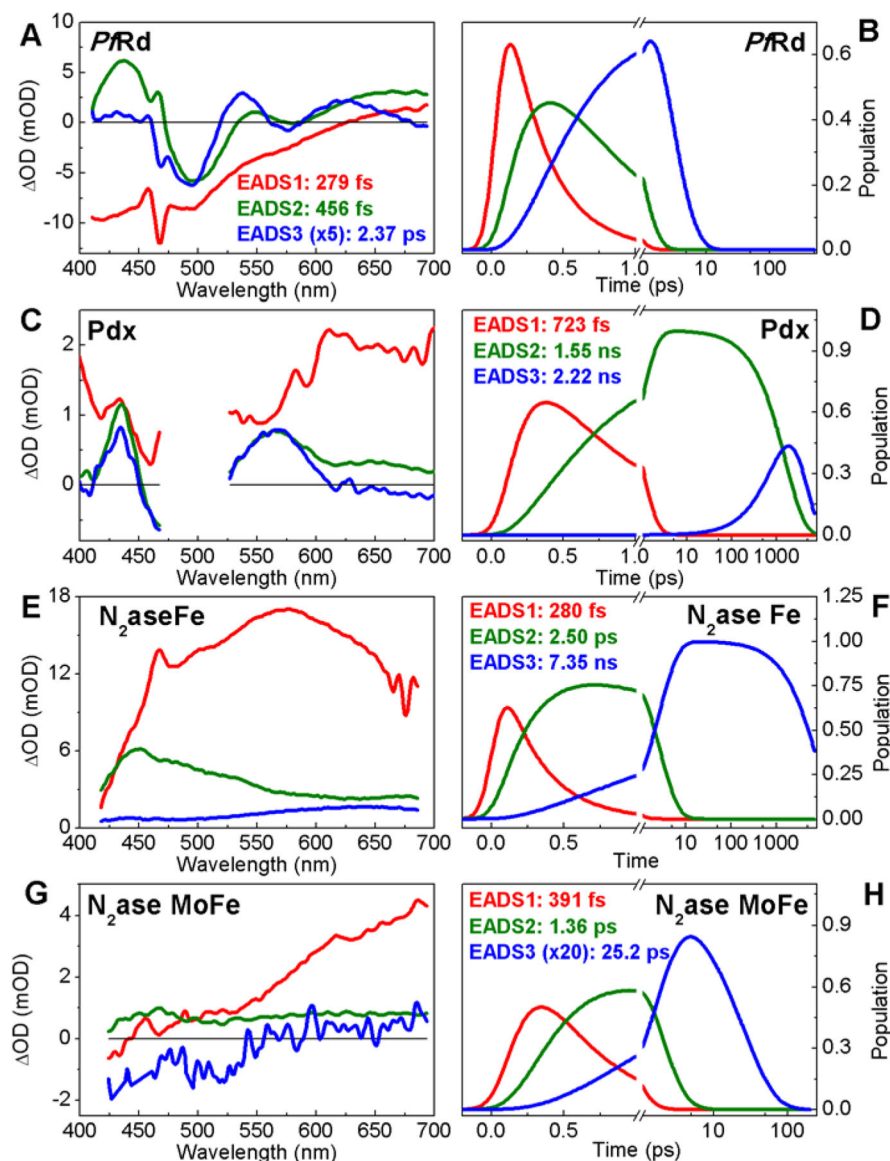 A
PfRd
ΔOD (mOD)
10
5
0
-5
-10
EADS1: 279 fs
EADS2: 456 fs
EADS3 (x5): 2.37 ps
400 450 500 550 600 650 700
Wavelength (nm)
B
PfRd
0.6
0.4
0.2
0.0
Population
0.0 0.5 1.0 10 100
Time (ps)
C
Pdx
ΔOD (mOD)
2
1
0
400 450 500 550 600 650 700
Wavelength (nm)
D
Pdx
EADS1: 723 fs
EADS2: 1.55 ns
EADS3: 2.22 ns
0.9
0.6
0.3
0.0
Population
0.0 0.5 1.0 10 100 1000
Time (ps)
E
N2aseFe
ΔOD (mOD)
18
12
6
0
400 450 500 550 600 650 700
Wavelength (nm)
F
N2ase Fe
EADS1: 280 fs
EADS2: 2.50 ps
EADS3: 7.35 ns
1.25
1.00
0.75
0.50
0.25
0.00
Population
0.0 0.5 10 100 1000
Time
G
N2ase MoFe
ΔOD (mOD)
4
2
0
-2
400 450 500 550 600 650 700
Wavelength (nm)
H
N2ase MoFe
EADS1: 391 fs
EADS2: 1.36 ps
EADS3 (x20): 25.2 ps
0.9
0.6
0.3
0.0
Population
0.0 0.5 1.0 10 100
Time (ps)